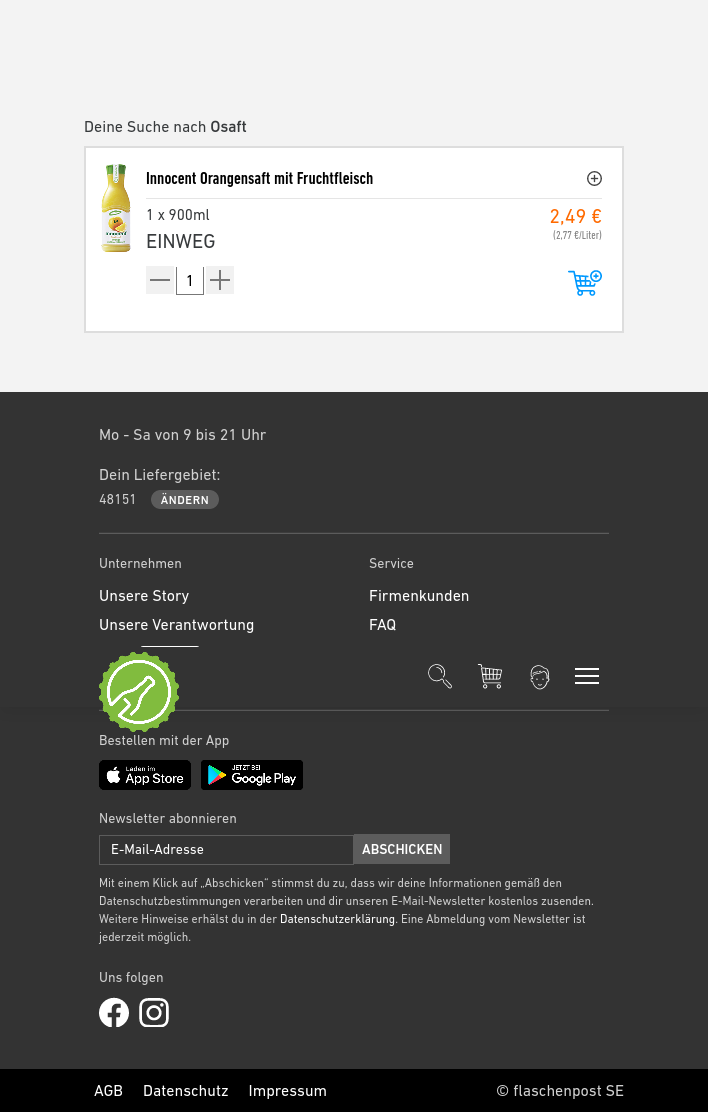 Deine Suche nach Osaft
Innocent Orangensaft mit Fruchtfleisch
1 x 900ml
2,49 €
EINWEG
(2,77 €/Liter)
1
Mo - Sa von 9 bis 21 Uhr
Dein Liefergebiet:
48151 ÄNDERN
Unternehmen
Unsere Story
Unsere Verantwortung
Service
Firmenkunden
FAQ
Bestellen mit der App
Laden im
App Store
JETZT BEI
Google Play
Newsletter abonnieren
E-Mail-Adresse ABSCHICKEN
Mit einem Klick auf „Abschicken“ stimmst du zu, dass wir deine Informationen gemäß den
Datenschutzbestimmungen verarbeiten und dir unseren E-Mail-Newsletter kostenlos zusenden.
Weitere Hinweise erhälst du in der Datenschutzerklärung. Eine Abmeldung vom Newsletter ist
jederzeit möglich.
Uns folgen
AGB Datenschutz Impressum © flaschenpost SE